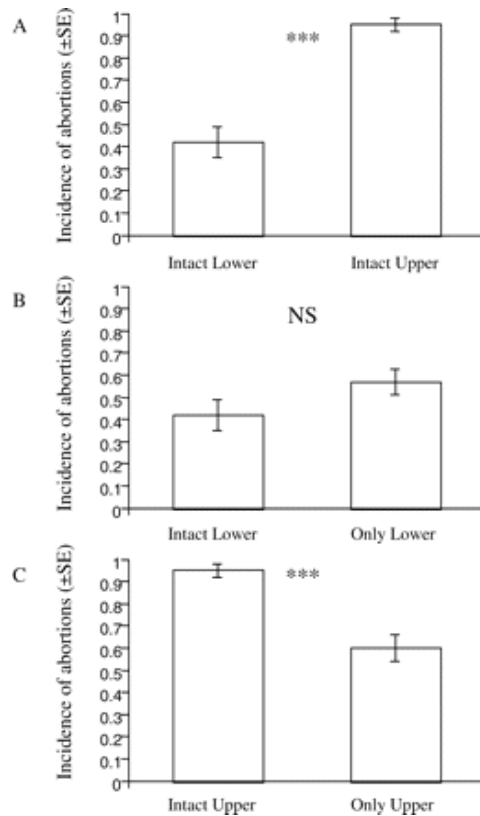 A
Incidence of abortions (±SE)
1
0.9
0.8
0.7
0.6
0.5
0.4
0.3
0.2
0.1
0
***
Intact Lower
Intact Upper
B
Incidence of abortions (±SE)
1
0.9
0.8
0.7
0.6
0.5
0.4
0.3
0.2
0.1
0
NS
Intact Lower
Only Lower
C
Incidence of abortions (±SE)
1
0.9
0.8
0.7
0.6
0.5
0.4
0.3
0.2
0.1
0
***
Intact Upper
Only Upper